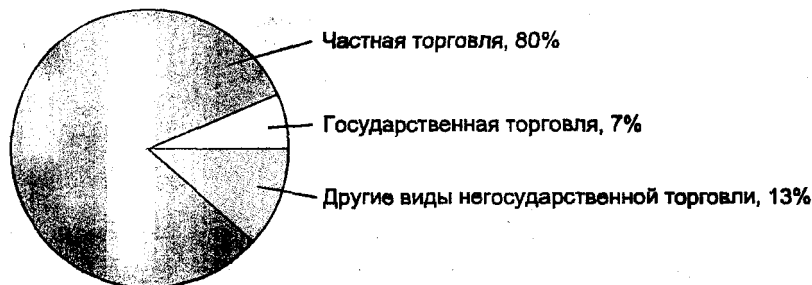 Частная торговля, 80%
Государственная торговля, 7%
Другие виды негосударственной торговли, 13%